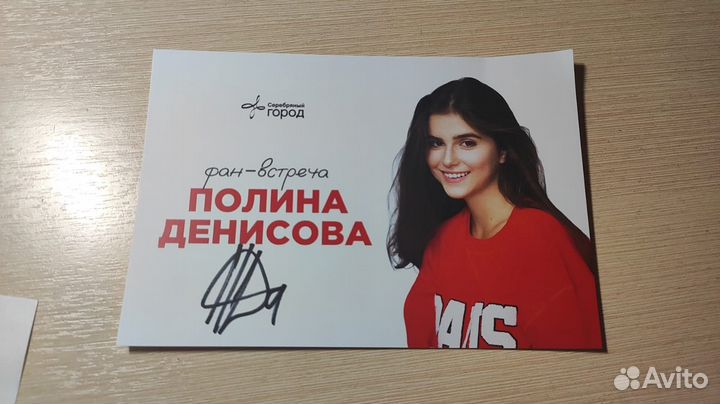 Серебряный
город
фан-встреча
ПОЛИНА
ДЕНИСОВА
Avito